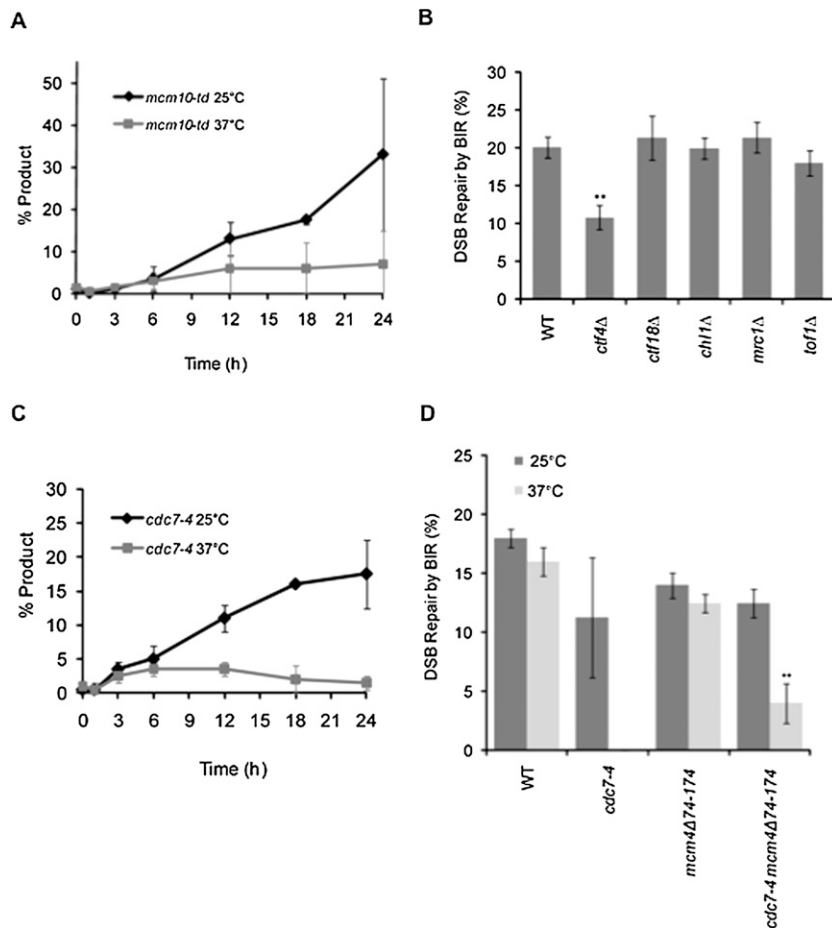 A
% Product
50
40
30
20
10
0
mcm10-td 25°C
mcm10-td 37°C
0 3 6 9 12 15 18 21 24
Time (h)
B
DSB Repair by BIR (%)
30
25
20
15
10
5
0
••
WT
ctf4Δ
ctf18Δ
chl1Δ
mrc1Δ
tof1Δ
C
% Product
30
25
20
15
10
5
0
cdc7-4 25°C
cdc7-4 37°C
0 3 6 9 12 15 18 21 24
Time (h)
D
DSB Repair by BIR (%)
25
20
15
10
5
0
25°C
37°C
••
WT
cdc7-4
mcm4Δ74-174
cdc7-4 mcm4Δ74-174